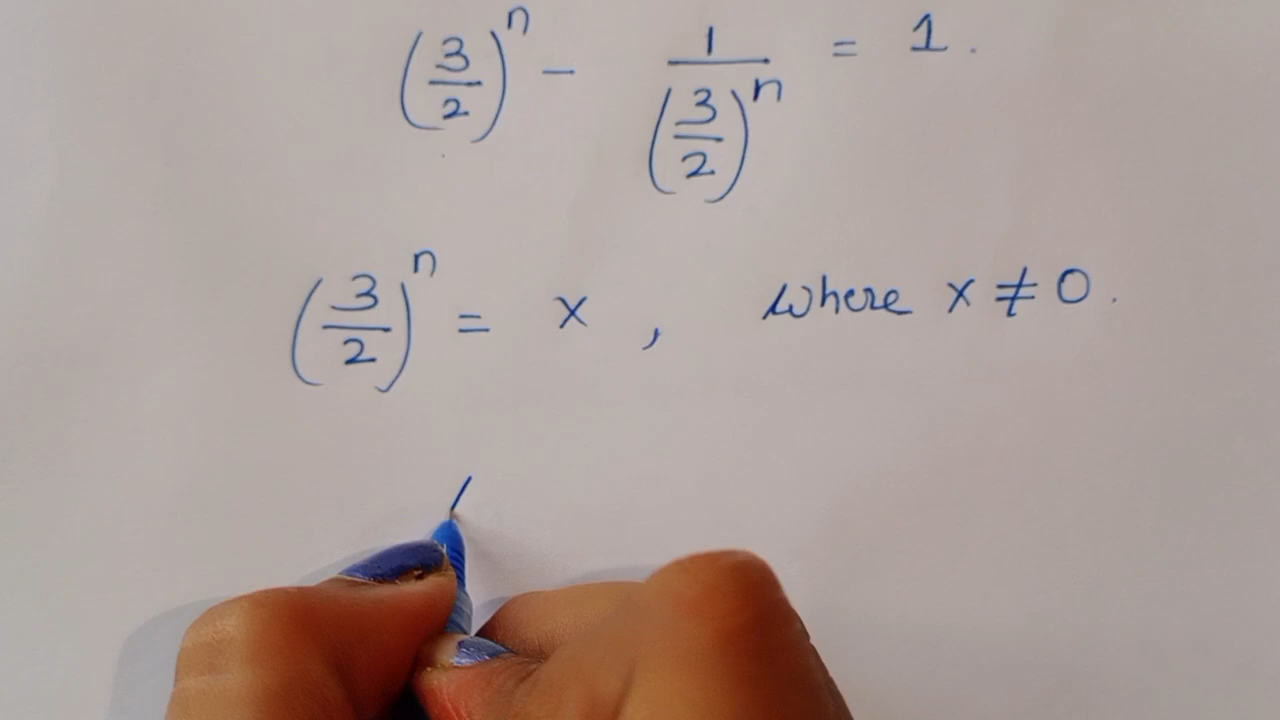 (3/2)^n - 1/(3/2)^n = 1.
(3/2)^n = x, where x ≠ 0.